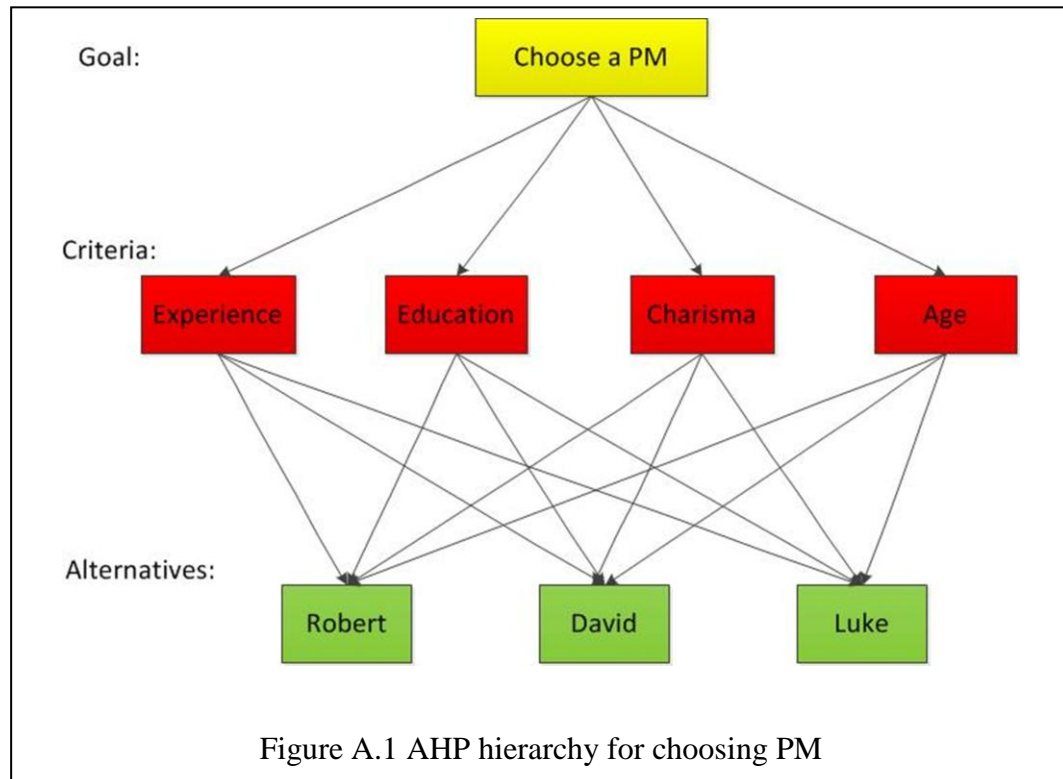 Goal:
Choose a PM
Criteria:
Experience
Education
Charisma
Age
Alternatives:
Robert
David
Luke
Figure A.1 AHP hierarchy for choosing PM